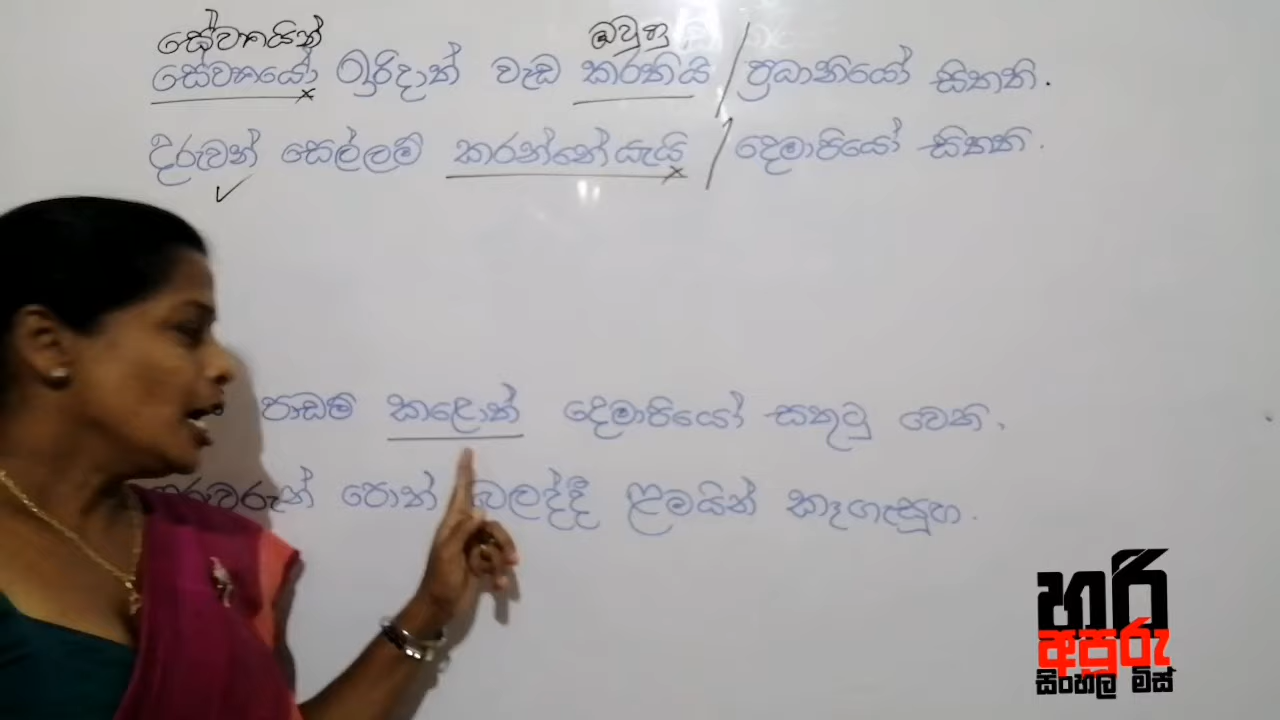 සේවකයින් ඔවුහු
සේවකයෝ ඉරිදාත් වැඩ කරතියි / ප්‍රධානියෝ සිතති.
දරුවන් සෙල්ලම් කරන්නේයැයි / දෙමාපියෝ සිතති.
පාඩම් කළොත් දෙමාපියෝ සතුටු වෙති.
ගුරුවරුන් පොත් බලද්දී ළමයින් කෑගැසූහ.
හරි
අපූරු
සිංහල මිස්